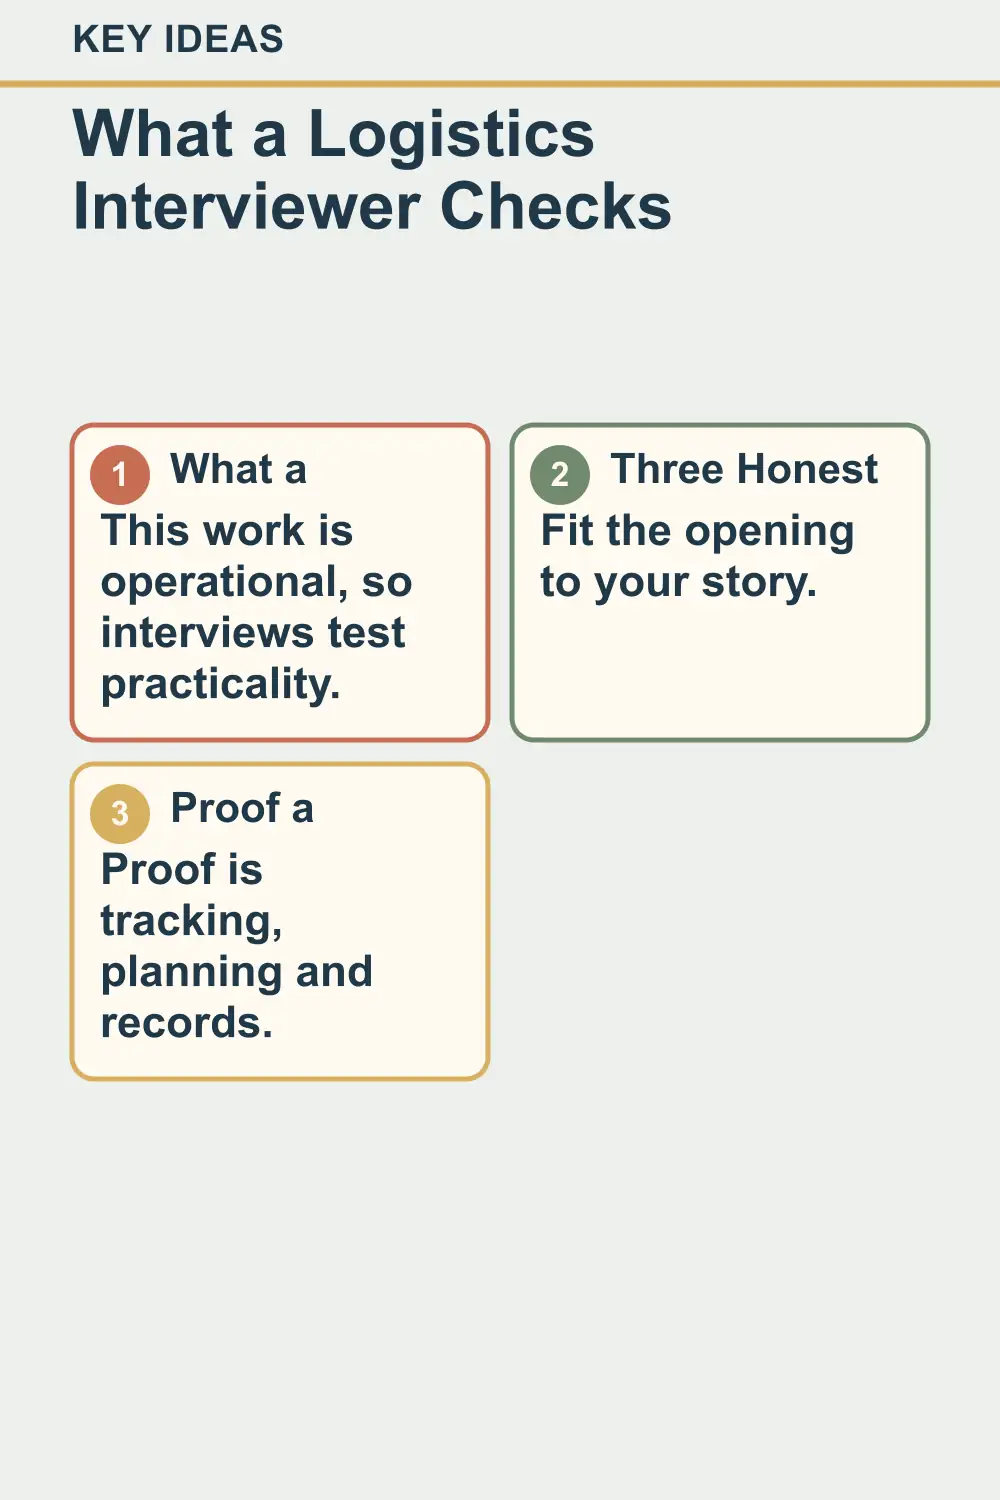 KEY IDEAS
What a Logistics
Interviewer Checks
1 What a
This work is
operational, so
interviews test
practicality.
2 Three Honest
Fit the opening
to your story.
3 Proof a
Proof is
tracking,
planning and
records.